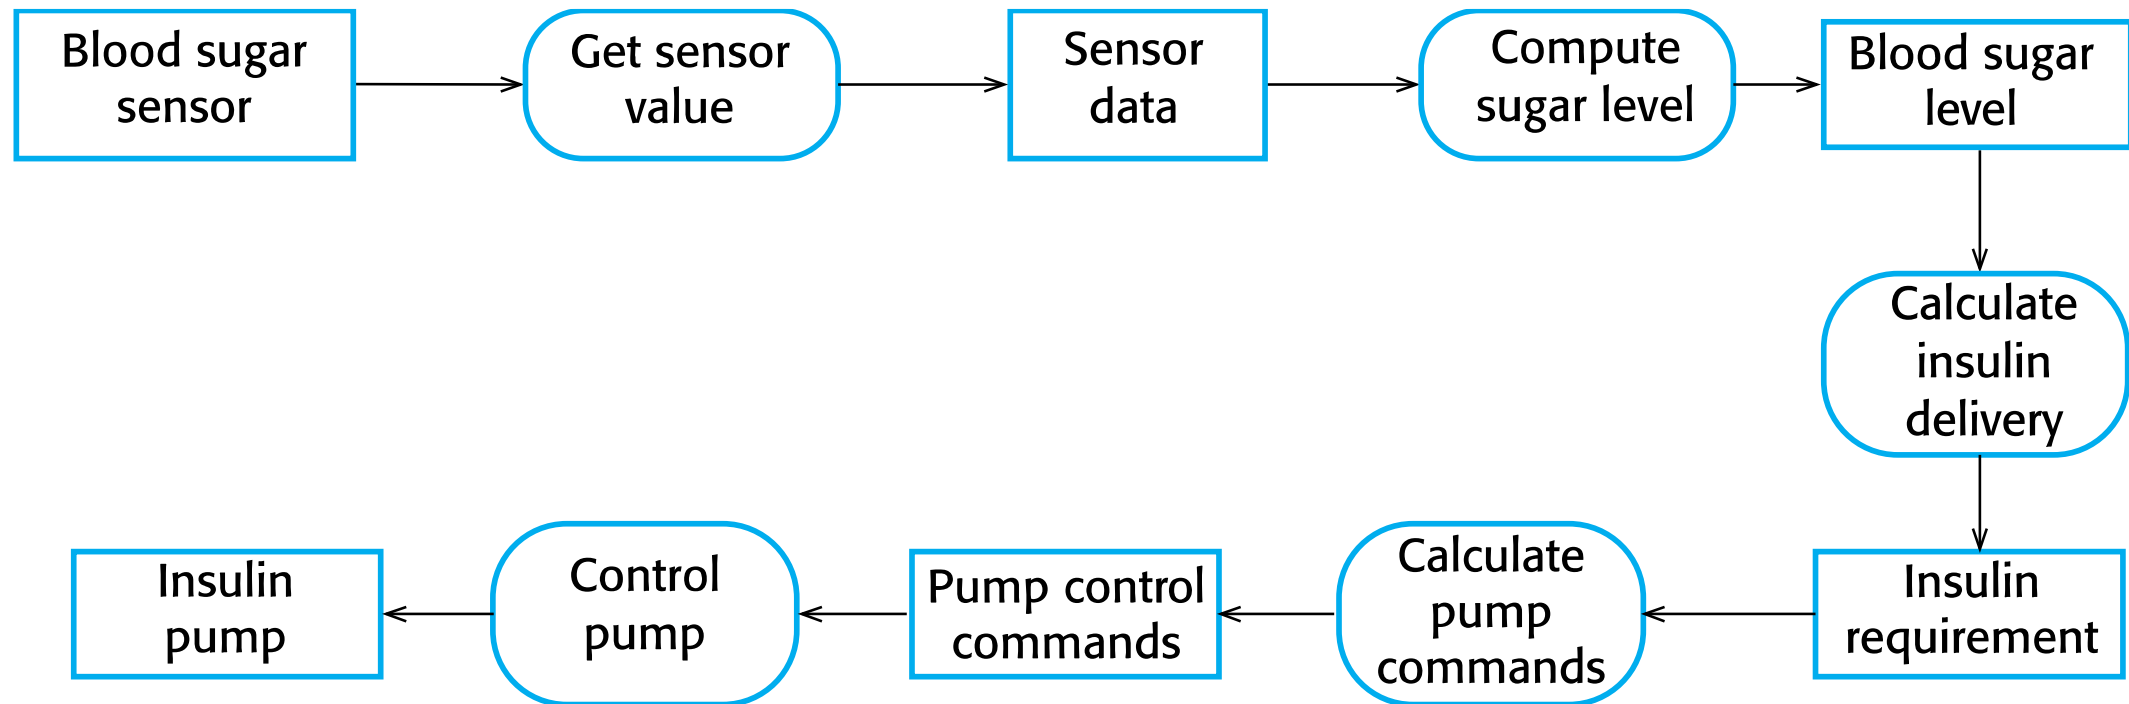 Blood sugar
sensor
Get sensor
value
Sensor
data
Compute
sugar level
Blood sugar
level
Calculate
insulin
delivery
Insulin
requirement
Calculate
pump
commands
Pump control
commands
Control
pump
Insulin
pump